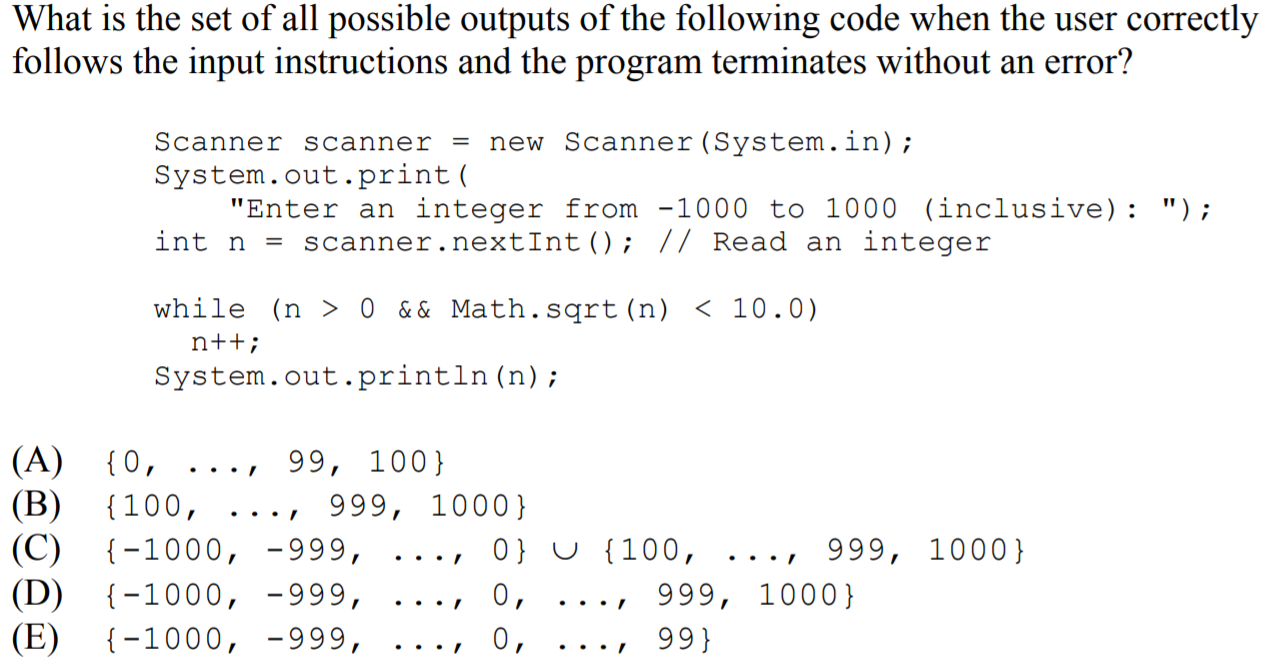 What is the set of all possible outputs of the following code when the user correctly
follows the input instructions and the program terminates without an error?
Scanner scanner = new Scanner(System.in);
System.out.print(
"Enter an integer from -1000 to 1000 (inclusive): ");
int n = scanner.nextInt(); // Read an integer
while (n > 0 && Math.sqrt(n) < 10.0)
n++;
System.out.println(n);
(A) {0, ..., 99, 100}
(B) {100, ..., 999, 1000}
(C) {-1000, -999, ..., 0} ∪ {100, ..., 999, 1000}
(D) {-1000, -999, ..., 0, ..., 999, 1000}
(E) {-1000, -999, ..., 0, ..., 99}